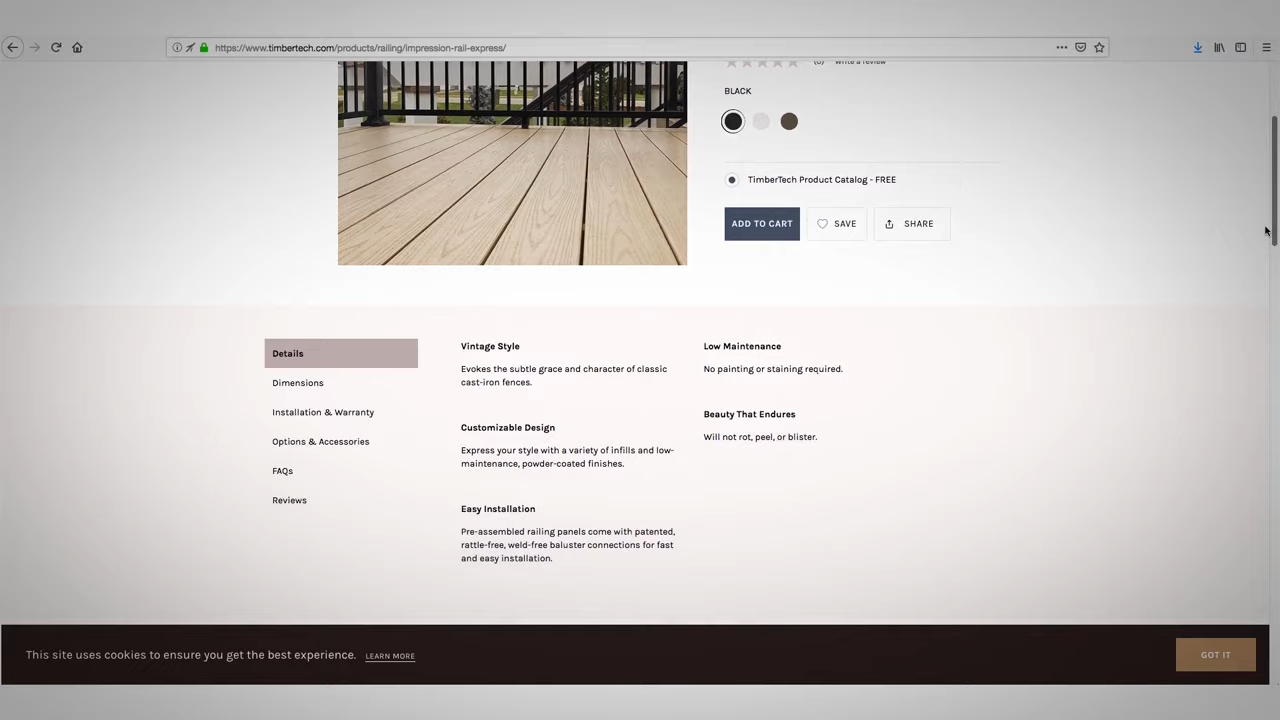 https://www.timbertech.com/products/railing/impression-rail-express/
(0) Write a review
BLACK
TimberTech Product Catalog - FREE
ADD TO CART
SAVE
SHARE
Details
Dimensions
Installation & Warranty
Options & Accessories
FAQs
Reviews
Vintage Style
Evokes the subtle grace and character of classic
cast-iron fences.
Customizable Design
Express your style with a variety of infills and low-
maintenance, powder-coated finishes.
Easy Installation
Pre-assembled railing panels come with patented,
rattle-free, weld-free baluster connections for fast
and easy installation.
Low Maintenance
No painting or staining required.
Beauty That Endures
Will not rot, peel, or blister.
This site uses cookies to ensure you get the best experience. LEARN MORE
GOT IT